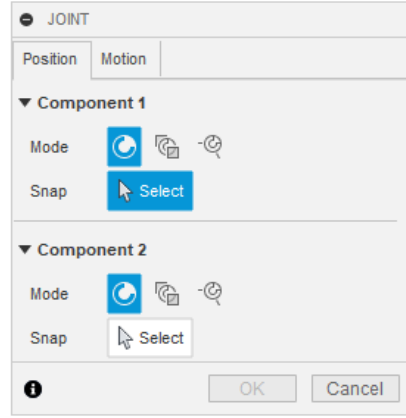 JOINT
Position Motion
Component 1
Mode
Snap Select
Component 2
Mode
Snap Select
OK Cancel